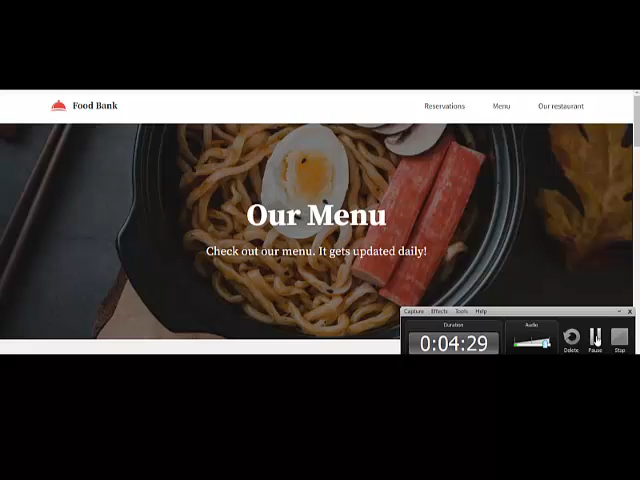 Food Bank
Reservations Menu Our restaurant
Our Menu
Check out our menu. It gets updated daily!
Capture Effects Tools Help
Duration Audio
0:04:29
Delete Pause Stop